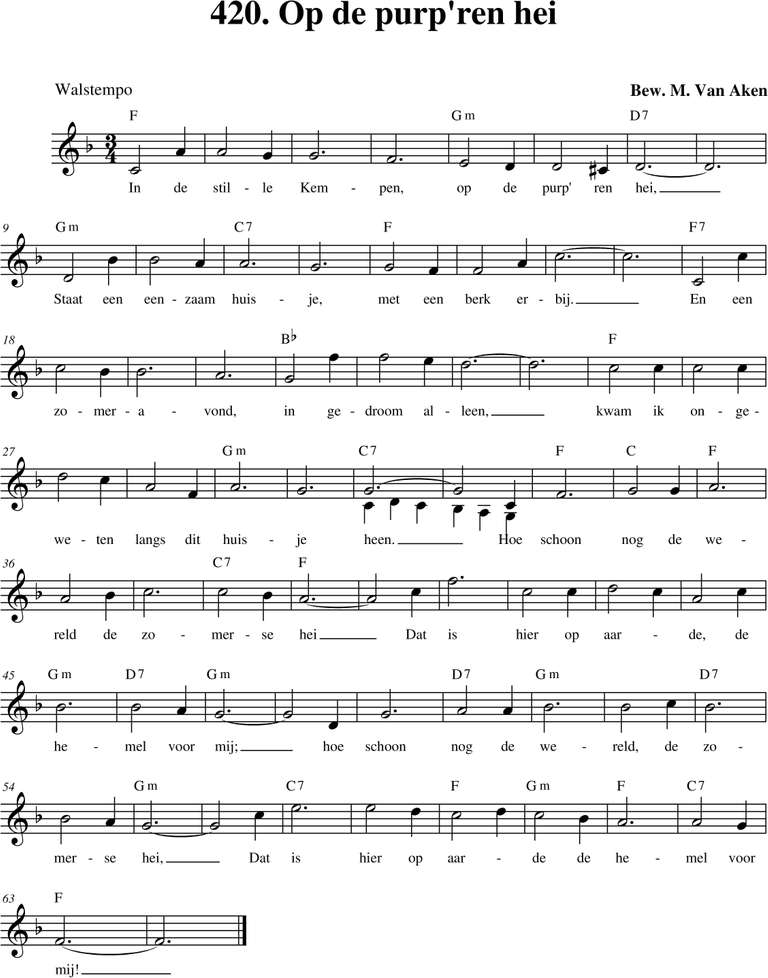 420. Op de purp'ren hei
Walstempo
Bew. M. Van Aken
F Gm D7
In de stil - le Kem - pen, op de purp' ren hei,
9
Gm C7 F F7
Staat een een - zaam huis - je, met een berk er - bij. En een
18
B♭ F
zo - mer - a - vond, in ge - droom al - leen, kwam ik on - ge -
27
Gm C7 F C F
we - ten langs dit huis - je heen. Hoe schoon nog de we -
36
C7 F
reld de zo - mer - se hei Dat is hier op aar - de, de
45
Gm D7 Gm D7 Gm D7
he - mel voor mij; hoe schoon nog de we - reld, de zo -
54
Gm C7 F Gm F C7
mer - se hei, Dat is hier op aar - de de he - mel voor
63
F
mij!